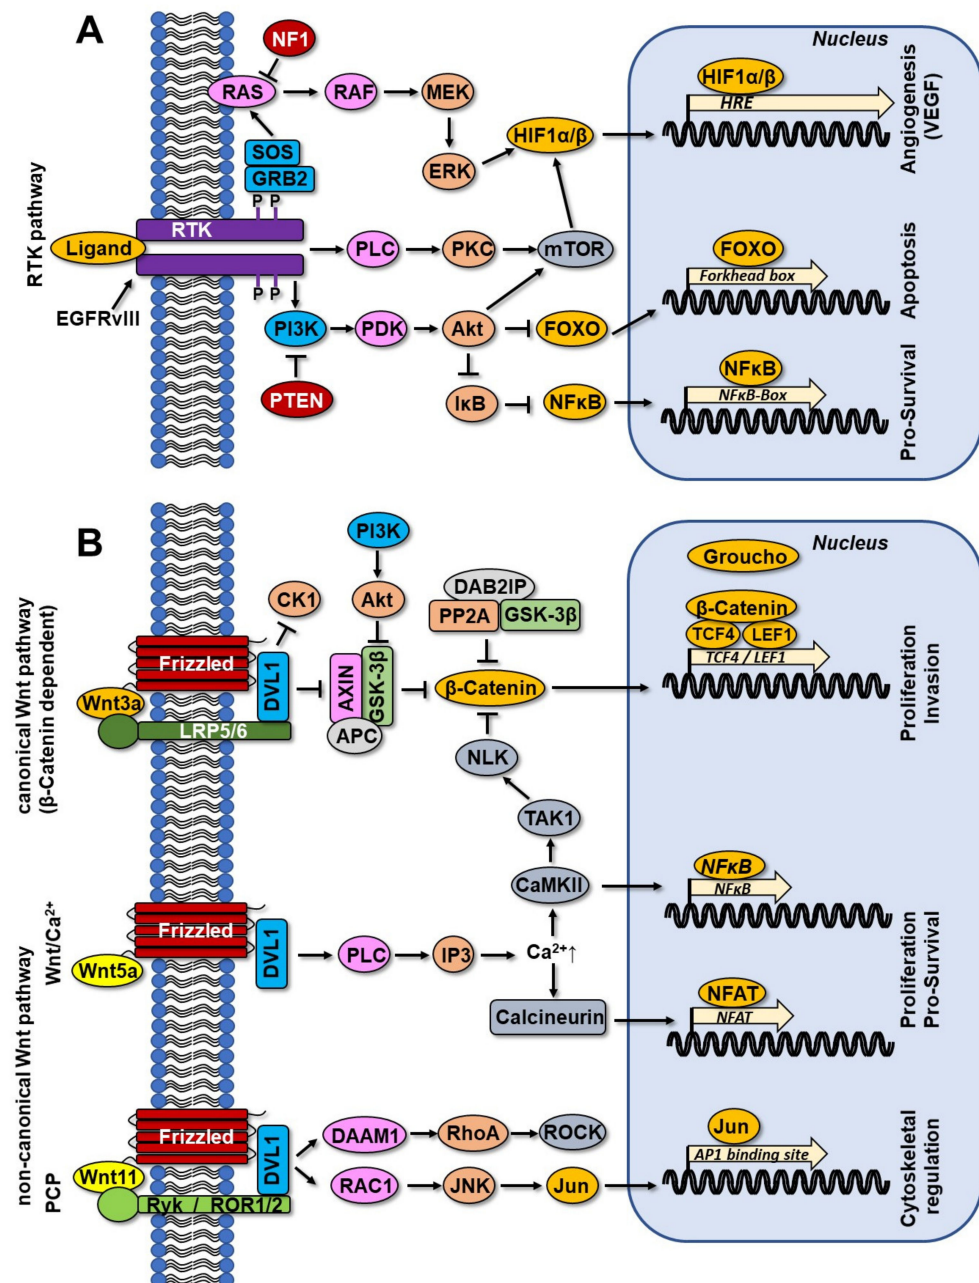 A
NF1
Nucleus
RAS
RAF
MEK
HIF1α/β
HRE
Angiogenesis
(VEGF)
SOS
GRB2
ERK
HIF1α/β
P P
RTK pathway
Ligand
RTK
PLC
PKC
mTOR
FOXO
Forkhead box
Apoptosis
P P
EGFRvIII
PI3K
PDK
Akt
FOXO
PTEN
IκB
NFκB
NFκB
NFκB-Box
Pro-Survival
B
PI3K
Nucleus
Groucho
CK1
Akt
DAB2IP
PP2A
GSK-3β
β-Catenin
TCF4
LEF1
TCF4 / LEF1
Proliferation
Invasion
canonical Wnt pathway
(β-Catenin dependent)
Frizzled
DVL1
AXIN
GSK-3β
APC
β-Catenin
Wnt3a
LRP5/6
NLK
TAK1
CaMKII
NFκB
NFκB
Proliferation
Pro-Survival
non-canonical Wnt pathway
Wnt/Ca²⁺
Frizzled
DVL1
PLC
IP3
Ca²⁺↑
Wnt5a
Calcineurin
NFAT
NFAT
PCP
Frizzled
DVL1
DAAM1
RhoA
ROCK
Jun
AP1 binding site
Cytoskeletal
regulation
Wnt11
RAC1
JNK
Jun
Ryk / ROR1/2